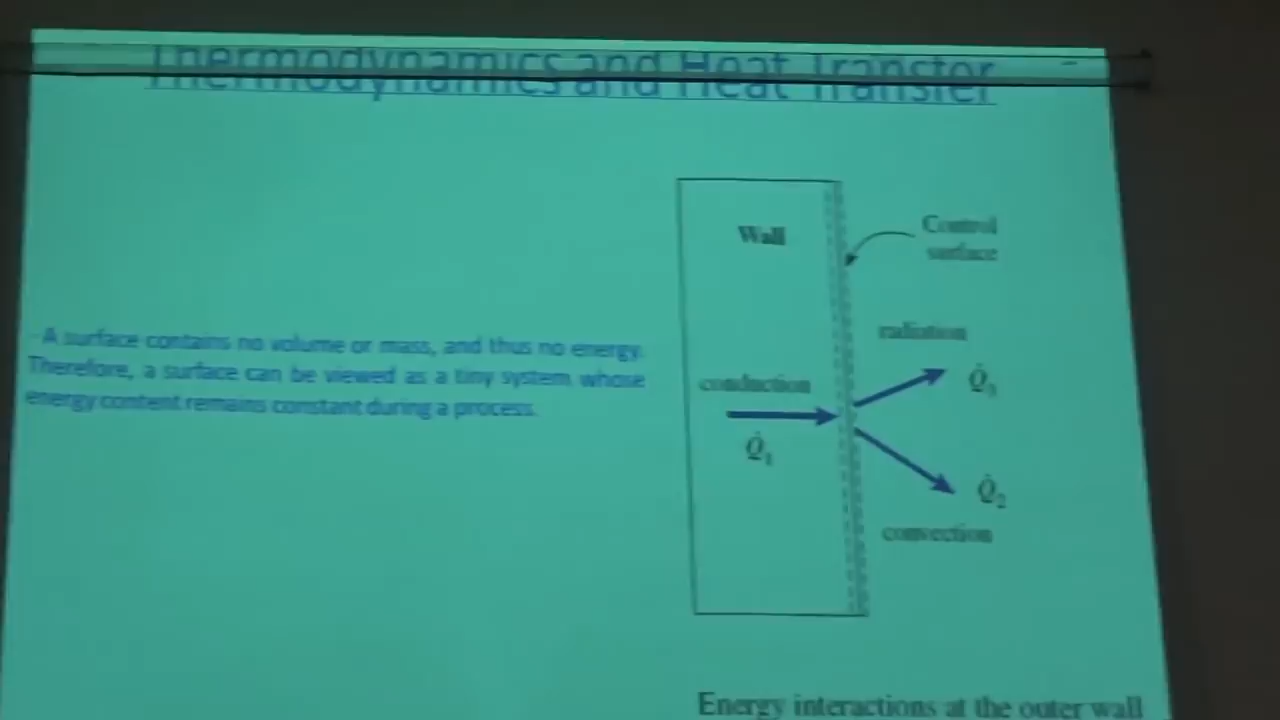 Thermodynamics and Heat Transfer
- A surface contains no volume or mass, and thus no energy.
Therefore, a surface can be viewed as a tiny system whose
energy content remains constant during a process.
Wall
Control
surface
radiation
conduction
Q̇₃
Q̇₁
Q̇₂
convection
Energy interactions at the outer wall